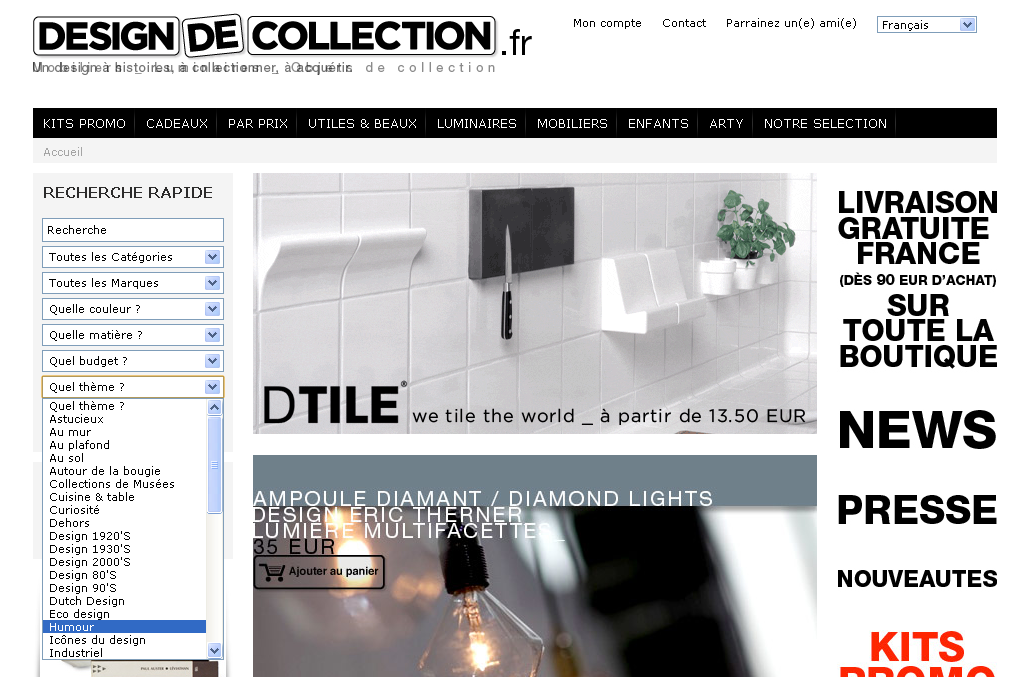 DESIGN DE COLLECTION.fr
Mon compte
Contact
Parrainez un(e) ami(e)
Français
Un design à histoires, à collectionner, à acquérir.
KITS PROMO
CADEAUX
PAR PRIX
UTILES & BEAUX
LUMINAIRES
MOBILIERS
ENFANTS
ARTY
NOTRE SELECTION
Accueil
RECHERCHE RAPIDE
Recherche
Toutes les Catégories
Toutes les Marques
Quelle couleur ?
Quelle matière ?
Quel budget ?
Quel thème ?
Quel thème ?
Astucieux
Au mur
Au plafond
Au sol
Autour de la bougie
Collections de Musées
Cuisine & table
Curiosité
Dehors
Design 1920'S
Design 1930'S
Design 2000'S
Design 80'S
Design 90'S
Dutch Design
Eco design
Humour
Icônes du design
Industriel
DTILE®
we tile the world _ à partir de 13.50 EUR
AMPOULE DIAMANT / DIAMOND LIGHTS
DESIGN ERIC THERNER
LUMIÈRE MULTIFACETTES _
35 EUR
Ajouter au panier
LIVRAISON
GRATUITE
FRANCE
(DÈS 90 EUR D'ACHAT)
SUR
TOUTE LA
BOUTIQUE
NEWS
PRESSE
NOUVEAUTES
KITS
PROMO